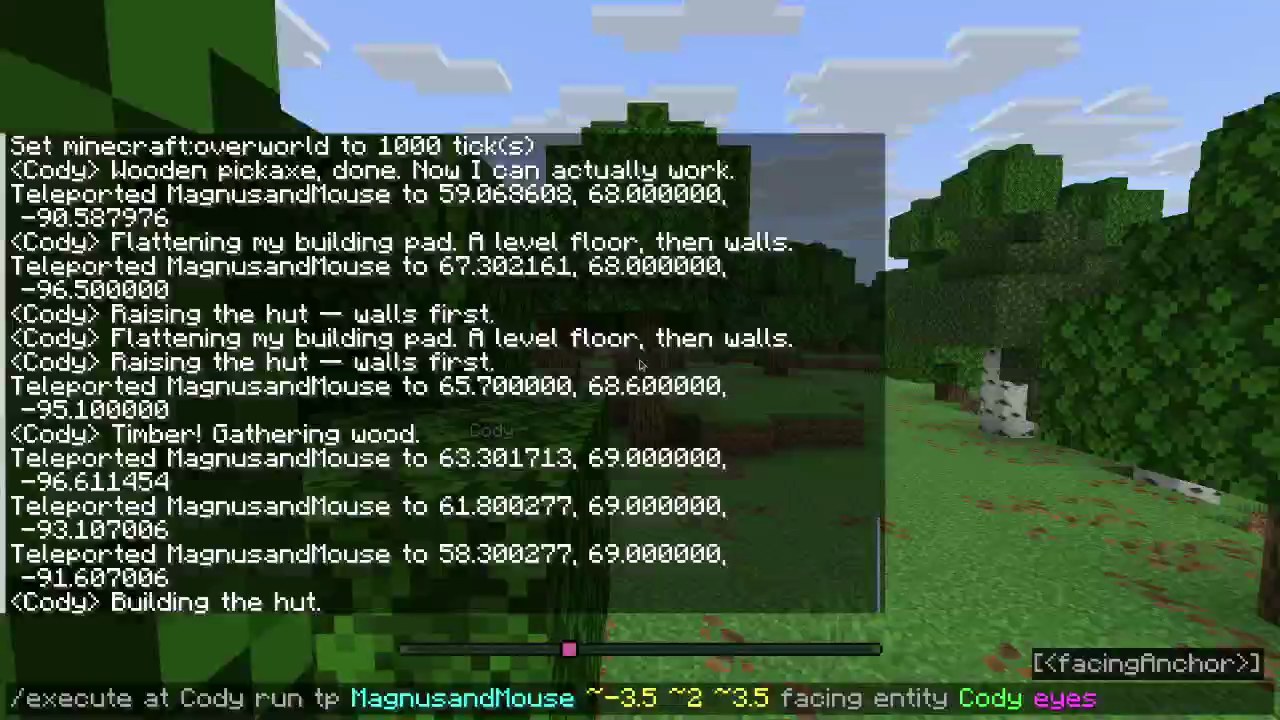 Set minecraft:overworld to 1000 tick(s)
<Cody> Wooden pickaxe, done. Now I can actually work.
Teleported MagnusandMouse to 59.068608, 68.000000,
-90.587976
<Cody> Flattening my building pad. A level floor, then walls.
Teleported MagnusandMouse to 67.302161, 68.000000,
-96.500000
<Cody> Raising the hut — walls first.
<Cody> Flattening my building pad. A level floor, then walls.
<Cody> Raising the hut — walls first.
Teleported MagnusandMouse to 65.700000, 68.600000,
-95.100000
<Cody> Timber! Gathering wood.
Cody
Teleported MagnusandMouse to 63.301713, 69.000000,
-96.611454
Teleported MagnusandMouse to 61.800277, 69.000000,
-93.107006
Teleported MagnusandMouse to 58.300277, 69.000000,
-91.607006
<Cody> Building the hut.
[<facingAnchor>]
/execute at Cody run tp MagnusandMouse ~-3.5 ~2 ~3.5 facing entity Cody eyes